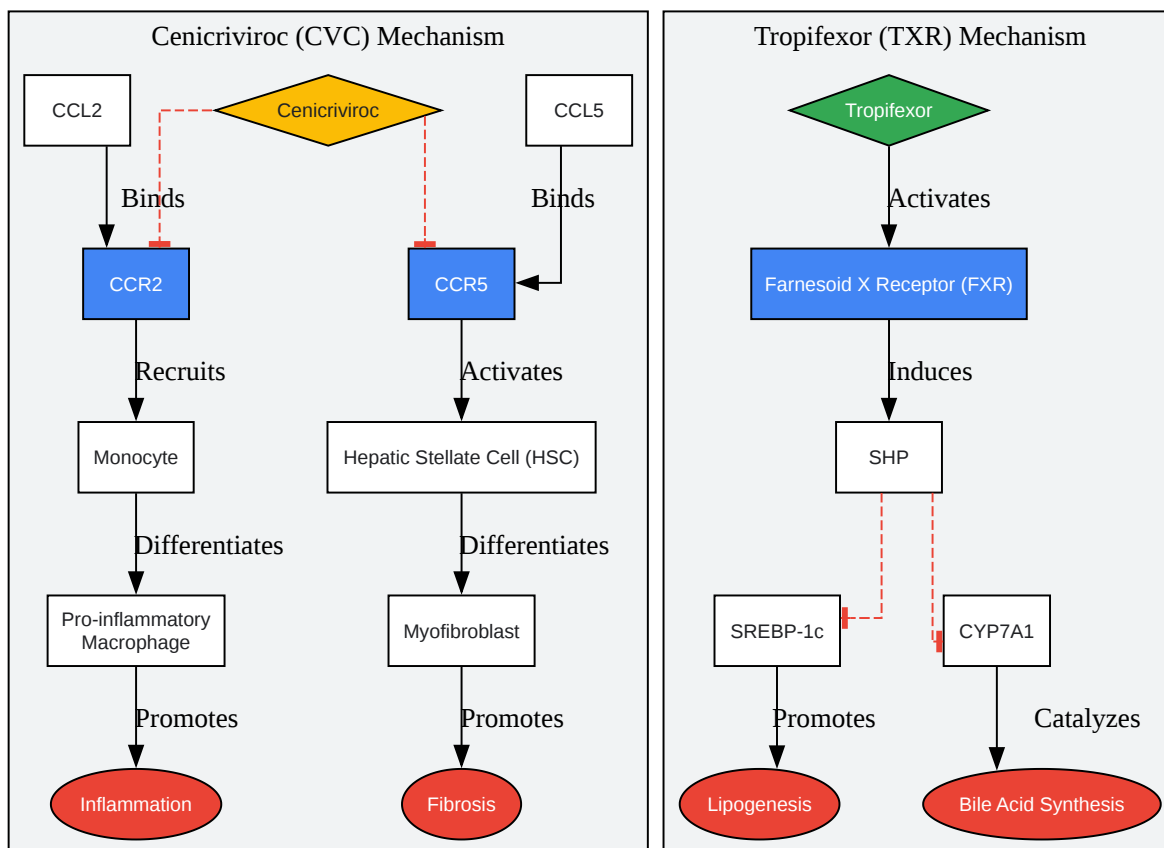 Cenicriviroc (CVC) Mechanism
CCL2
Cenicriviroc
CCL5
Binds
Binds
CCR2
CCR5
Recruits
Activates
Monocyte
Hepatic Stellate Cell (HSC)
Differentiates
Differentiates
Pro-inflammatory
Macrophage
Myofibroblast
Promotes
Promotes
Inflammation
Fibrosis
Tropifexor (TXR) Mechanism
Tropifexor
Activates
Farnesoid X Receptor (FXR)
Induces
SHP
SREBP-1c
CYP7A1
Promotes
Catalyzes
Lipogenesis
Bile Acid Synthesis